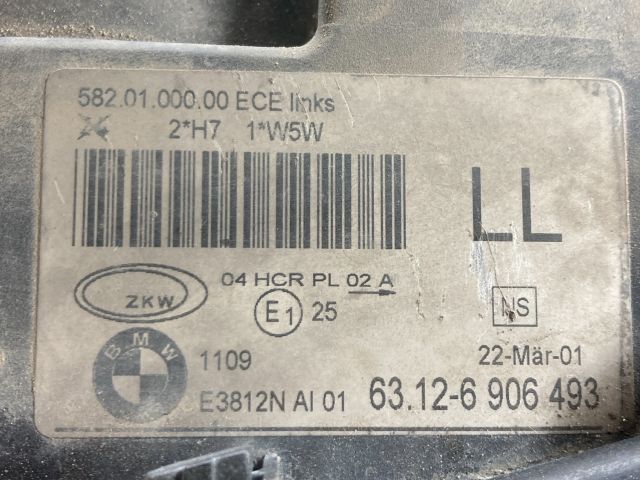 582.01.000.00 ECE links
2*H7 1*W5W
LL
ZKW
04 HCR PL 02 A
E1 25
NS
BMW
1109
22-Mär-01
E3812N AI 01
63.12-6 906 493